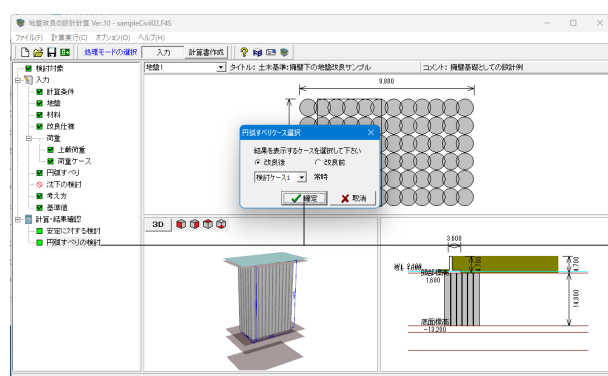 地盤改良の設計計算 Ver.10 - sampleCivil02.F4S
ファイル(F) 計算実行(C) オプション(O) ヘルプ(H)
処理モードの選択 入力 計算書作成
検討対象
入力
計算条件
地盤
材料
改良仕様
荷重
上載荷重
荷重ケース
円弧すべり
沈下の検討
考え方
基準値
計算・結果確認
安定に対する検討
円弧すべりの検討
地盤1 タイトル: 土木基準:擁壁下の地盤改良サンプル コメント: 擁壁基礎としての設計例
9.800
円弧すべりケース選択
結果を表示するケースを選択して下さい
改良後 改良前
検討ケース1 常時
確定 取消
3D
3.600
4.700
4.700
1.600
14.800
底面標高
-13.200